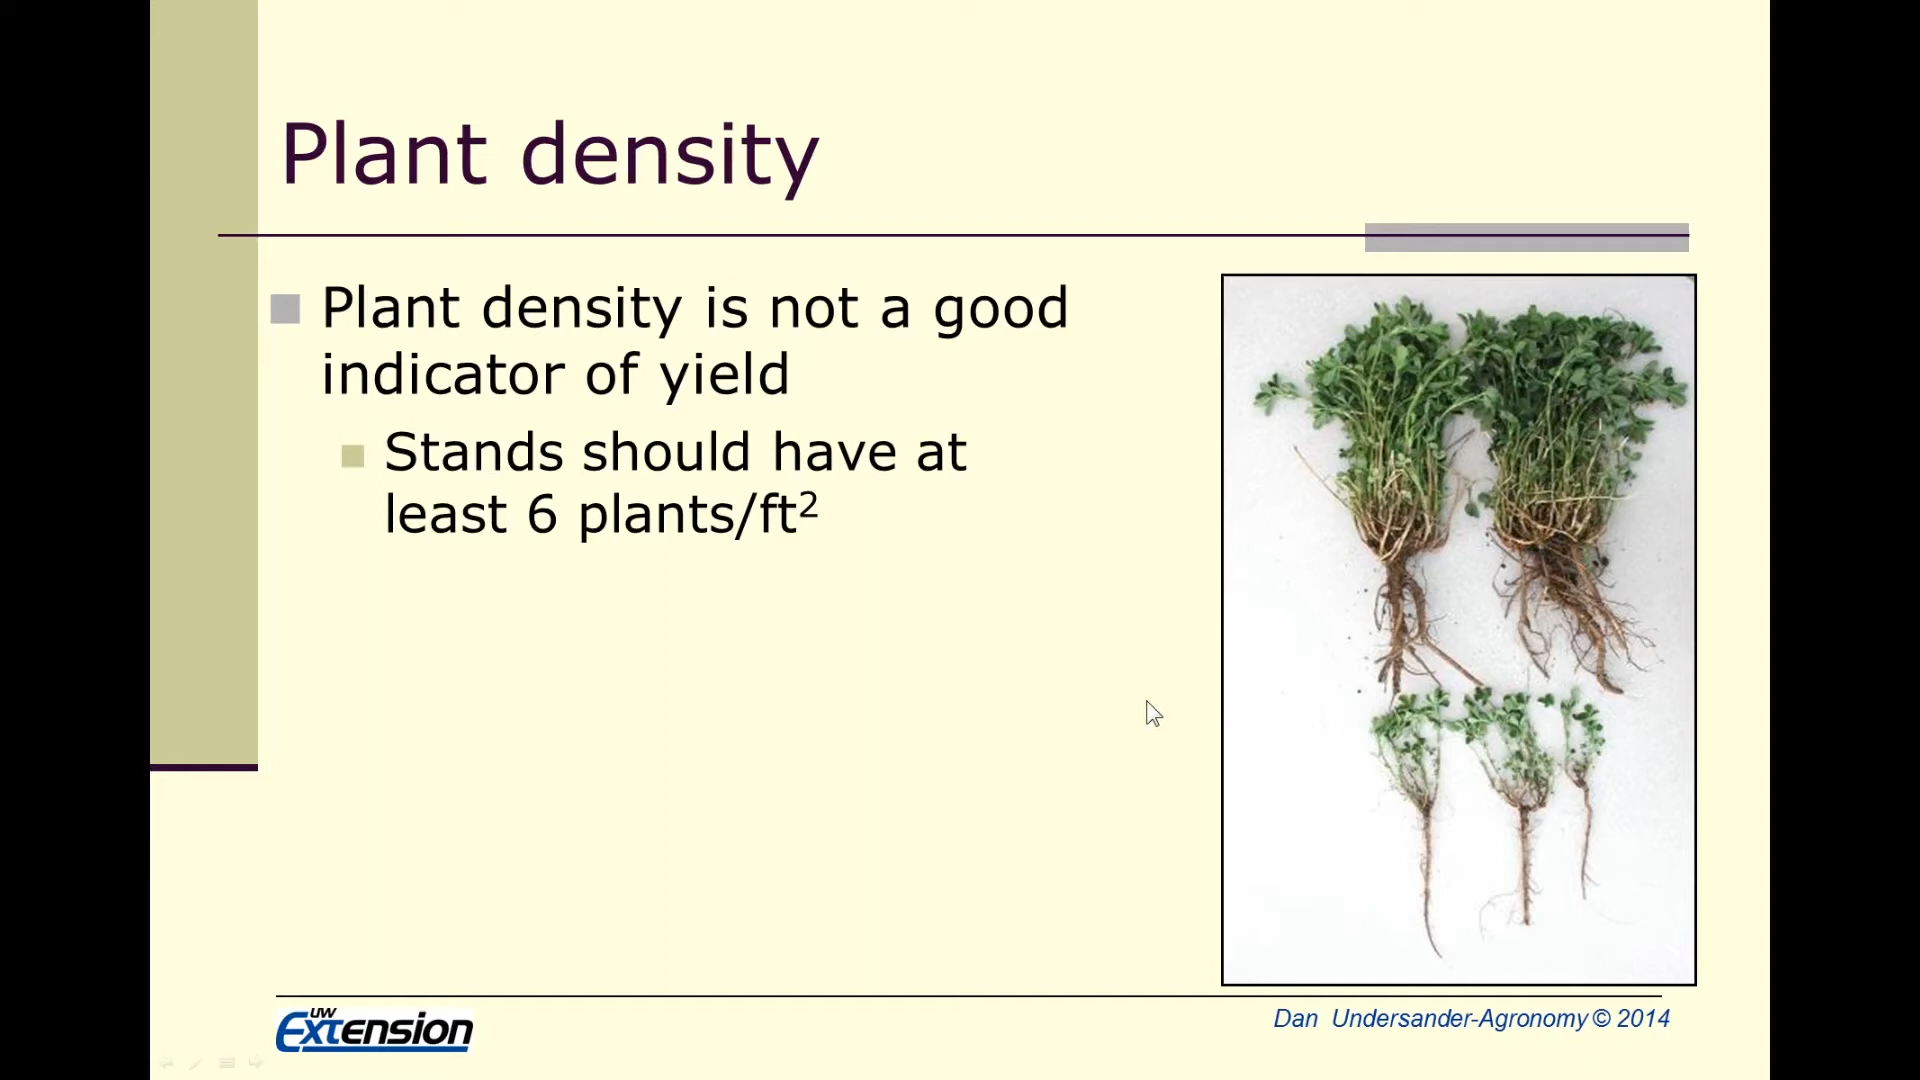 Plant density
Plant density is not a good
indicator of yield
Stands should have at
least 6 plants/ft²
UW
Extension
Dan Undersander-Agronomy © 2014